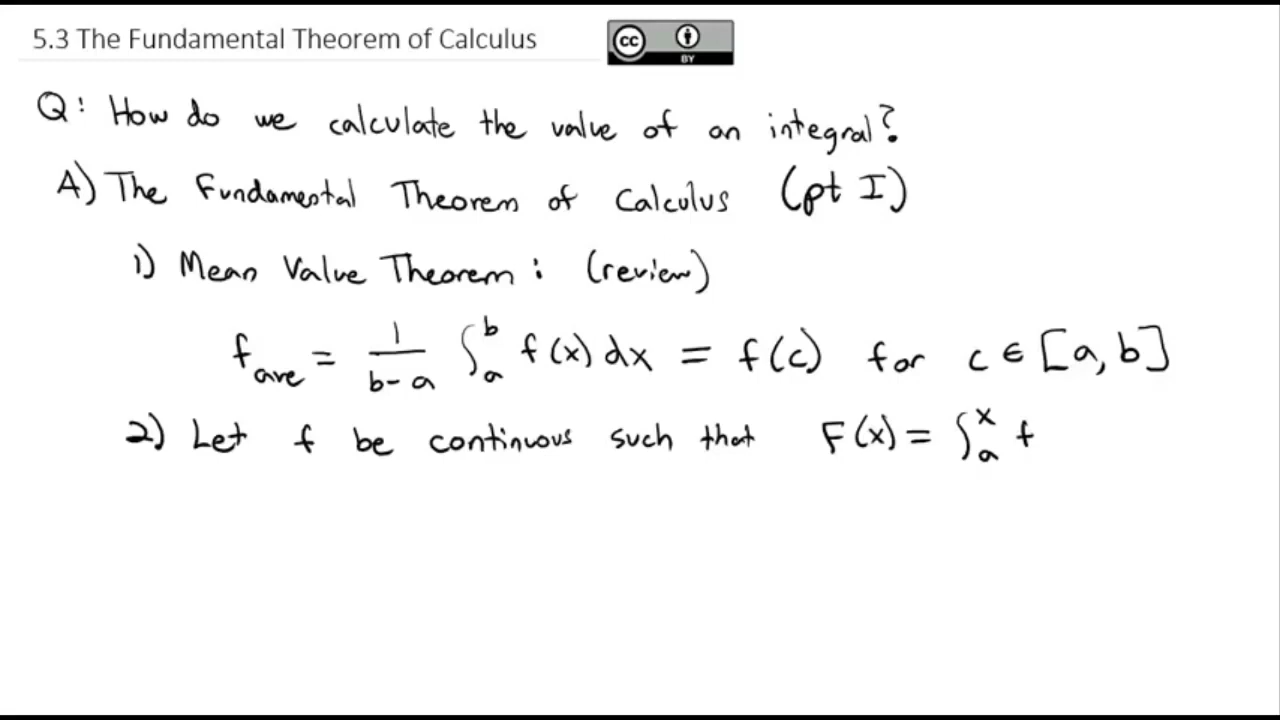 5.3 The Fundamental Theorem of Calculus
cc BY
Q: How do we calculate the value of an integral?
A) The Fundamental Theorem of Calculus (pt I)
1) Mean Value Theorem: (review)
f_ave = 1/(b-a) ∫_a^b f(x) dx = f(c) for c ∈ [a, b]
2) Let f be continuous such that F(x) = ∫_a^x f